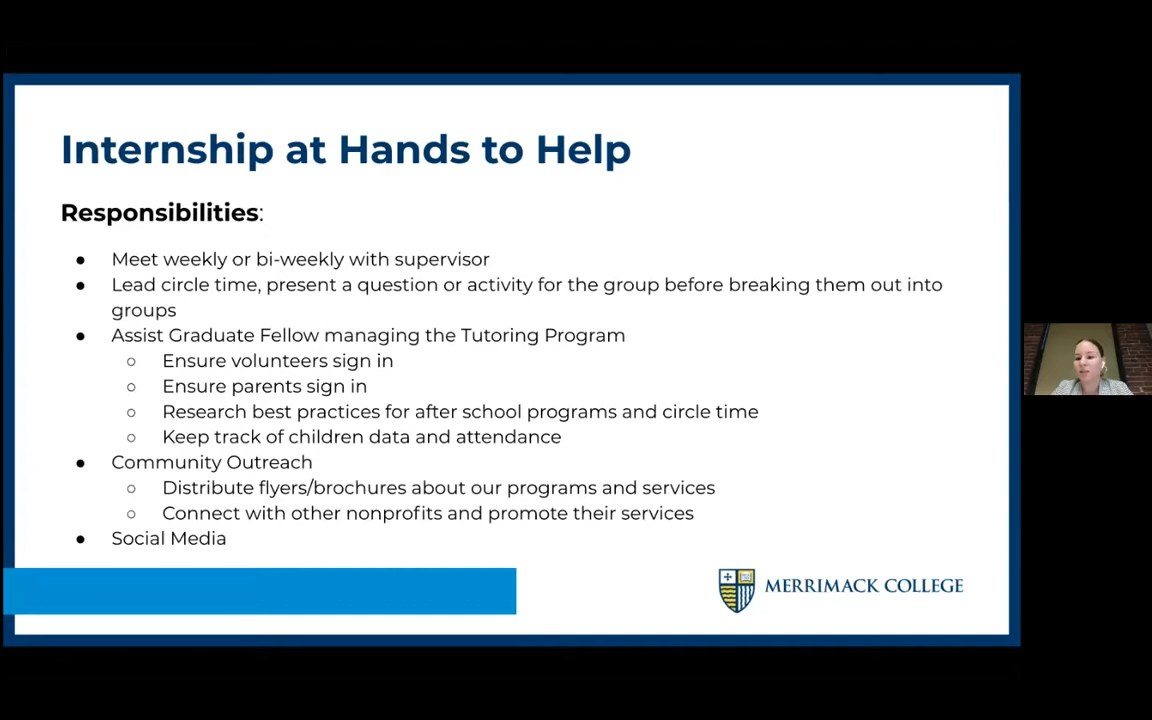 Internship at Hands to Help
Responsibilities:
● Meet weekly or bi-weekly with supervisor
● Lead circle time, present a question or activity for the group before breaking them out into
groups
● Assist Graduate Fellow managing the Tutoring Program
○ Ensure volunteers sign in
○ Ensure parents sign in
○ Research best practices for after school programs and circle time
○ Keep track of children data and attendance
● Community Outreach
○ Distribute flyers/brochures about our programs and services
○ Connect with other nonprofits and promote their services
● Social Media
MERRIMACK COLLEGE